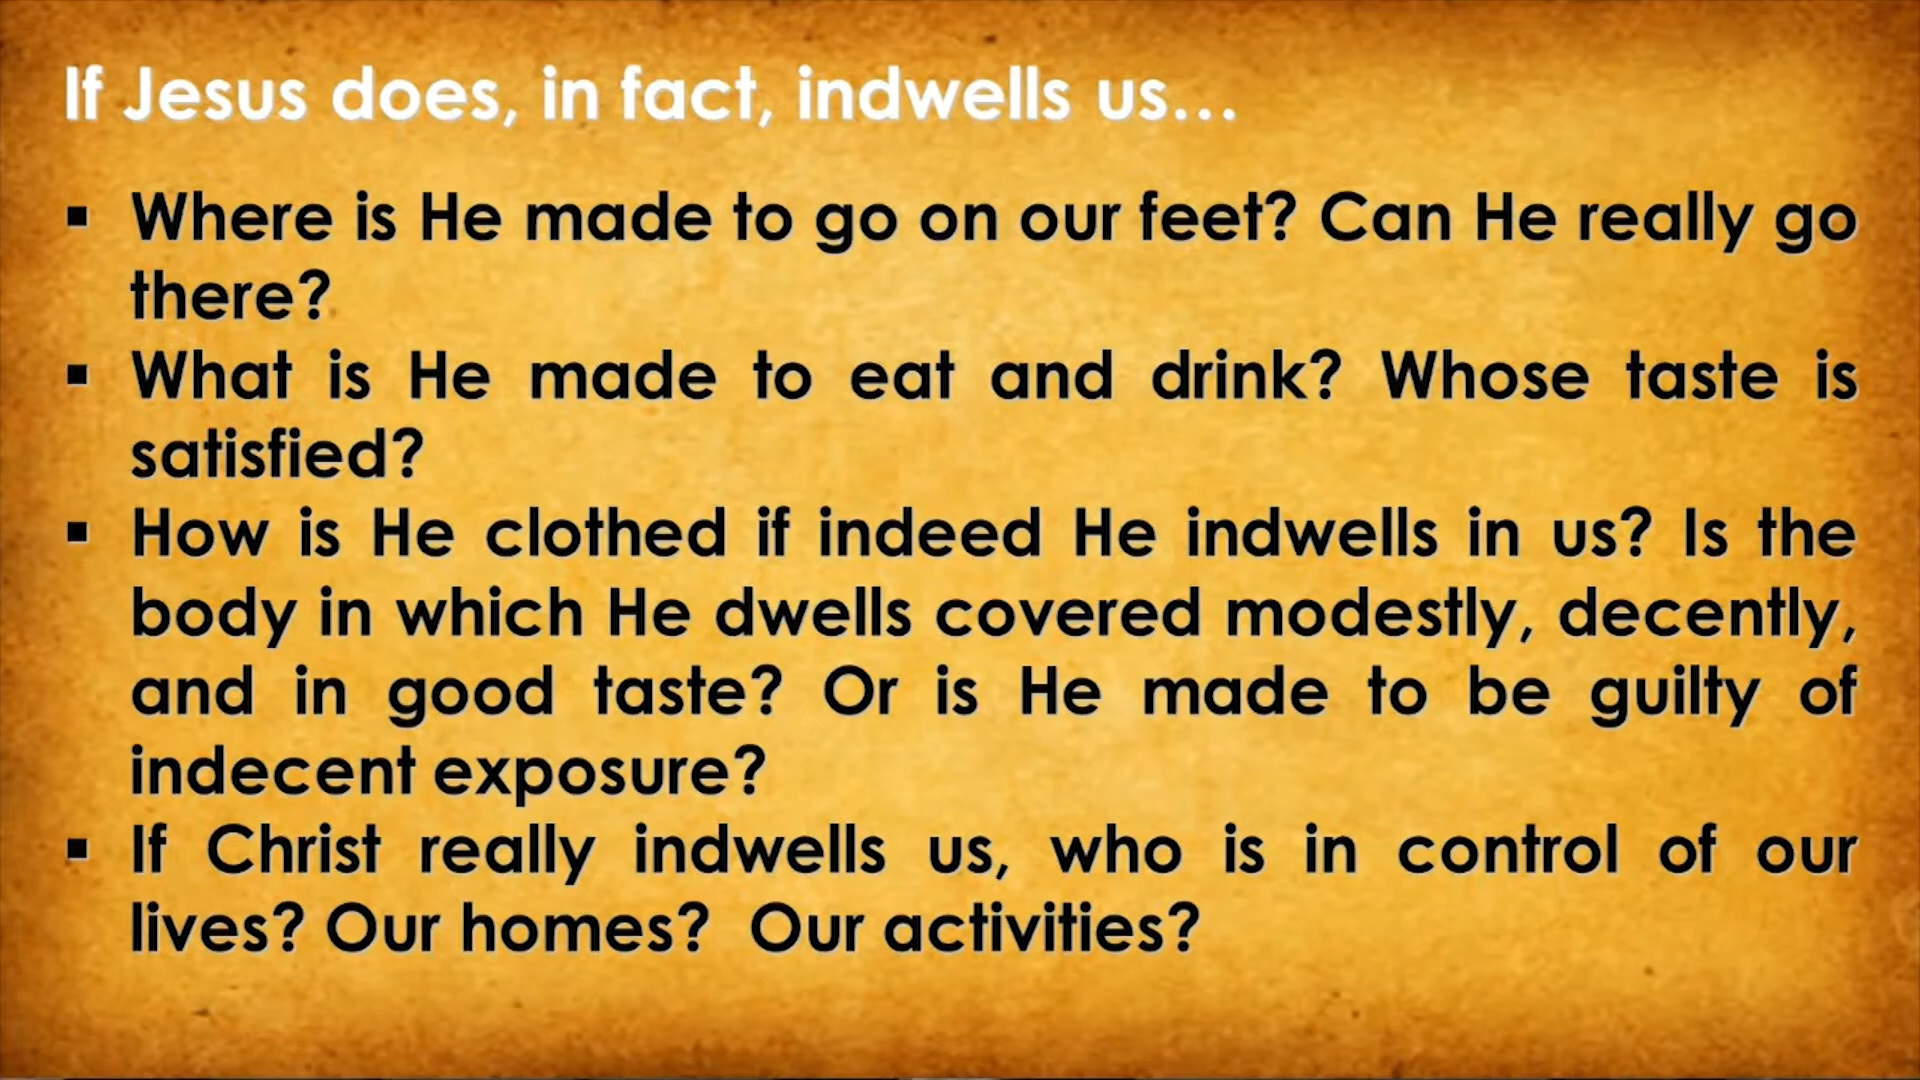 If Jesus does, in fact, indwells us...
▪ Where is He made to go on our feet? Can He really go
there?
▪ What is He made to eat and drink? Whose taste is
satisfied?
▪ How is He clothed if indeed He indwells in us? Is the
body in which He dwells covered modestly, decently,
and in good taste? Or is He made to be guilty of
indecent exposure?
▪ If Christ really indwells us, who is in control of our
lives? Our homes?  Our activities?